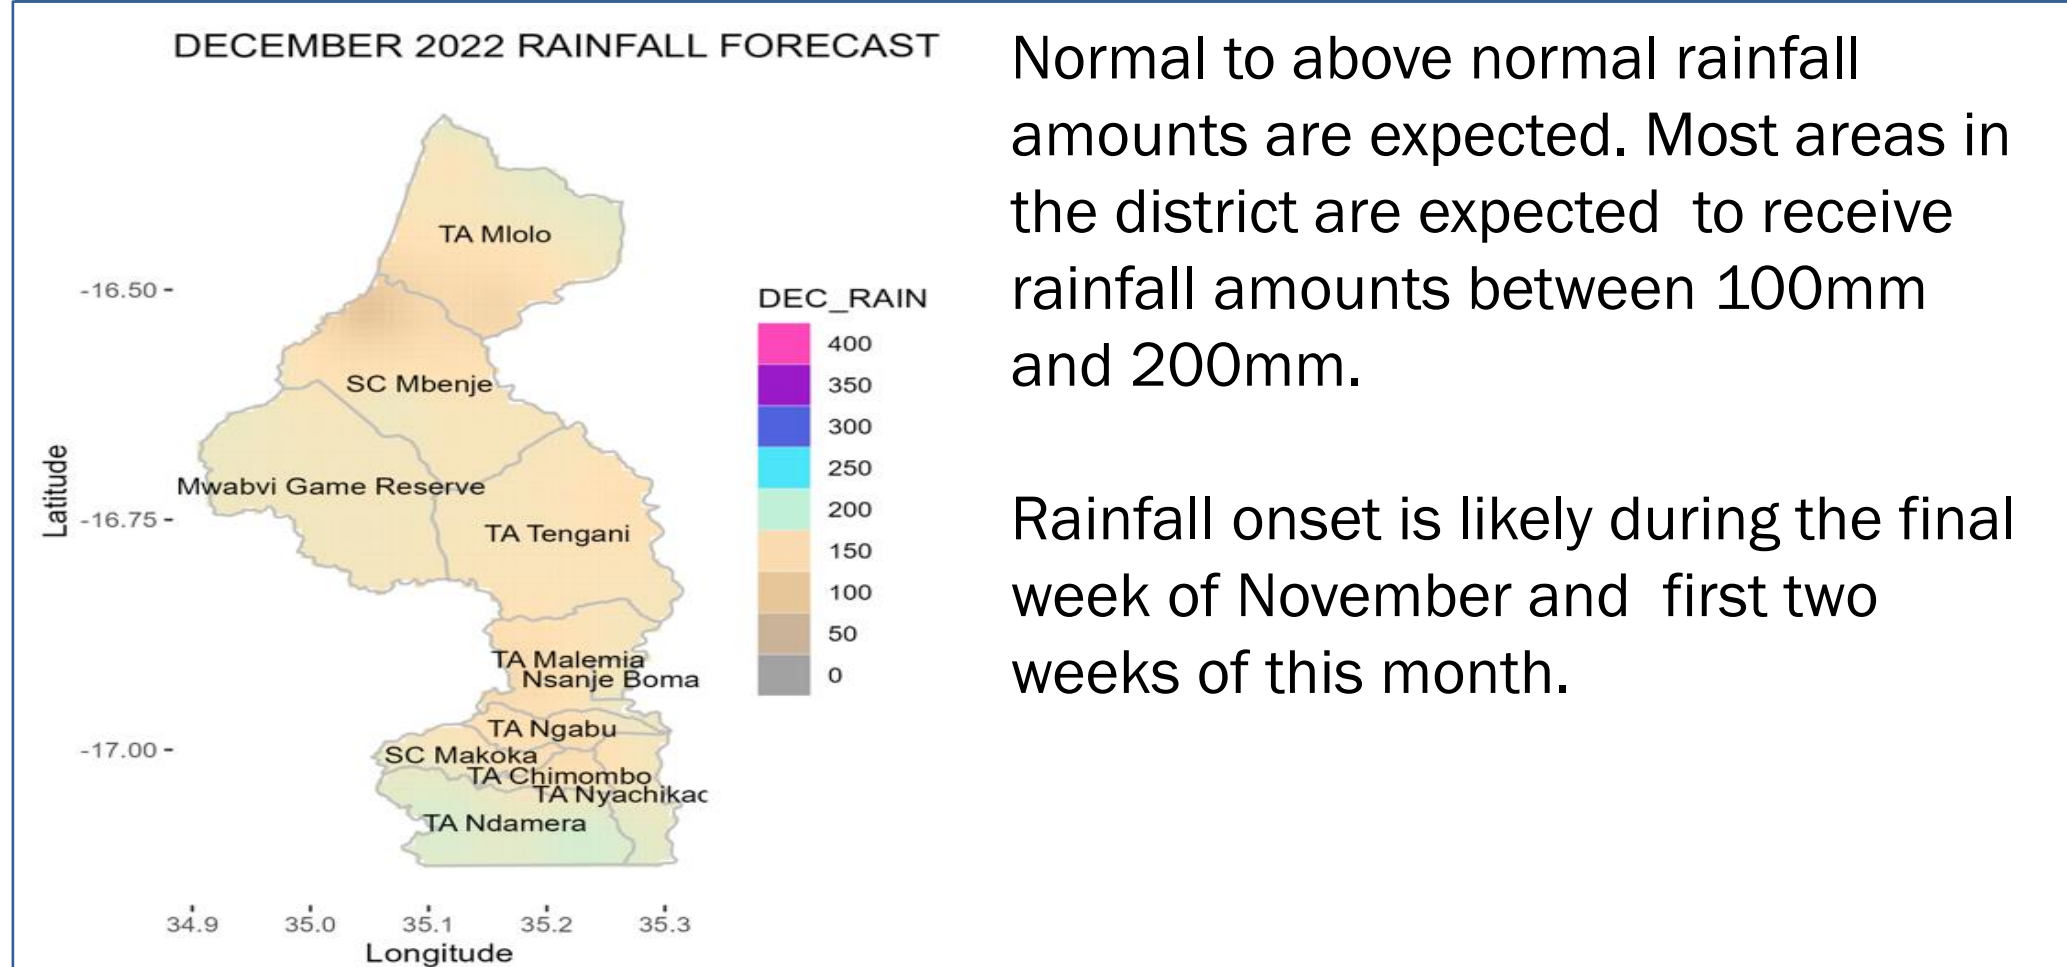 DECEMBER 2022 RAINFALL FORECAST
TA Mlolo
-16.50
SC Mbenje
Mwabvi Game Reserve
-16.75
TA Tengani
TA Malemia
Nsanje Boma
TA Ngabu
-17.00
SC Makoka
TA Chimombo
TA Nyachikac
TA Ndamera
Latitude
34.9 35.0 35.1 35.2 35.3
Longitude
DEC_RAIN
400
350
300
250
200
150
100
50
0
Normal to above normal rainfall
amounts are expected. Most areas in
the district are expected to receive
rainfall amounts between 100mm
and 200mm.
Rainfall onset is likely during the final
week of November and first two
weeks of this month.